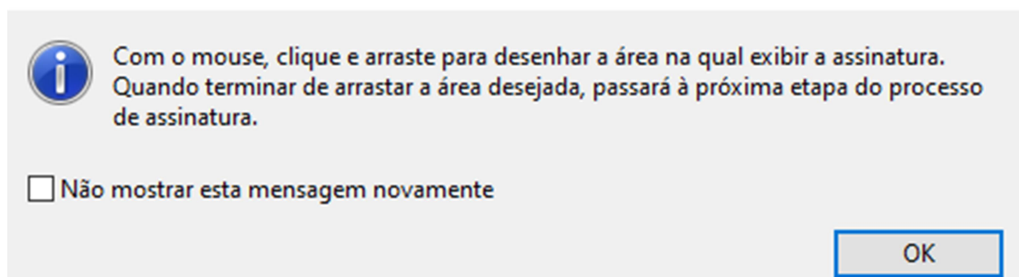 Com o mouse, clique e arraste para desenhar a área na qual exibir a assinatura.
Quando terminar de arrastar a área desejada, passará à próxima etapa do processo
de assinatura.
Não mostrar esta mensagem novamente
OK